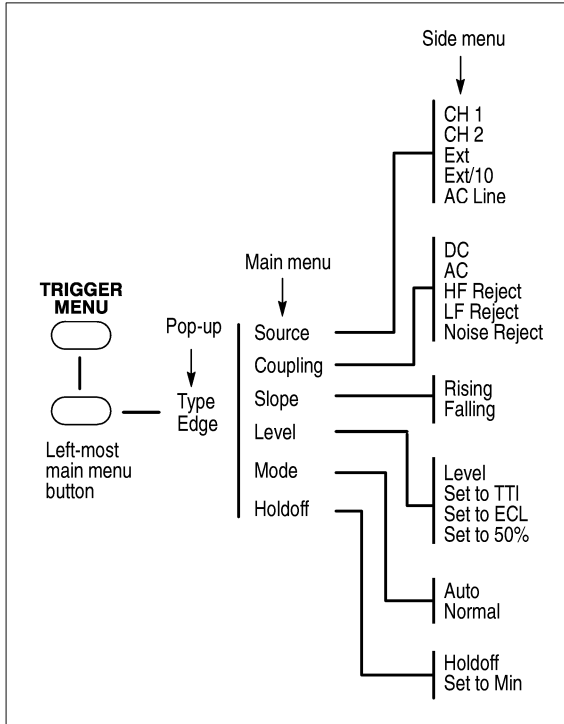 Side menu
CH 1
CH 2
Ext
Ext/10
AC Line
DC
AC
HF Reject
LF Reject
Noise Reject
Main menu
TRIGGER
MENU
Pop-up
Type
Edge
Left-most
main menu
button
Source
Coupling
Slope
Level
Mode
Holdoff
Rising
Falling
Level
Set to TTl
Set to ECL
Set to 50%
Auto
Normal
Holdoff
Set to Min